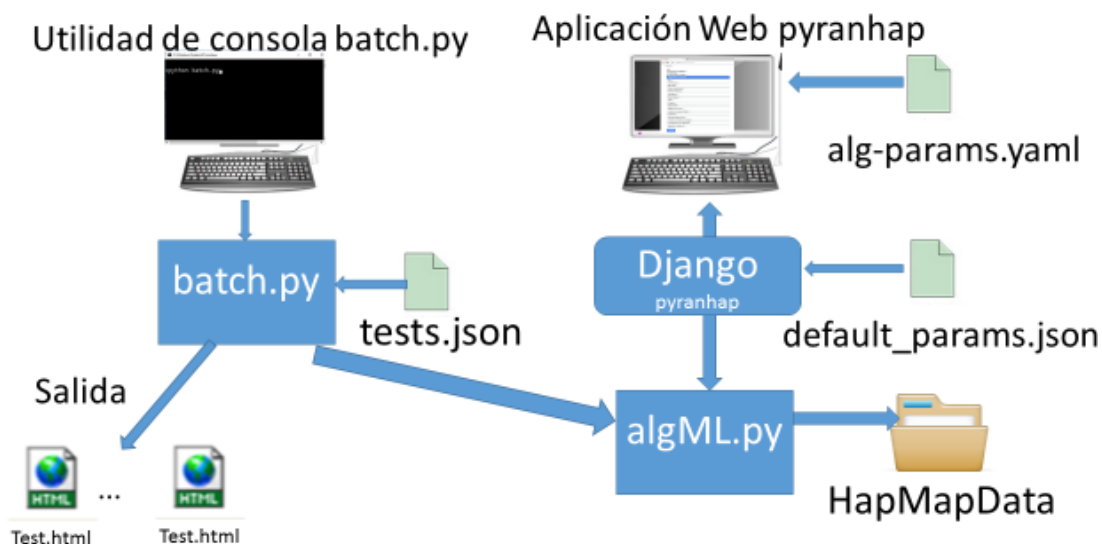 Utilidad de consola batch.py
Aplicación Web pyranhap
alg-params.yaml
batch.py
tests.json
Django
pyranhap
default_params.json
Salida
algML.py
HapMapData
HTML
...
HTML
Test.html
Test.html